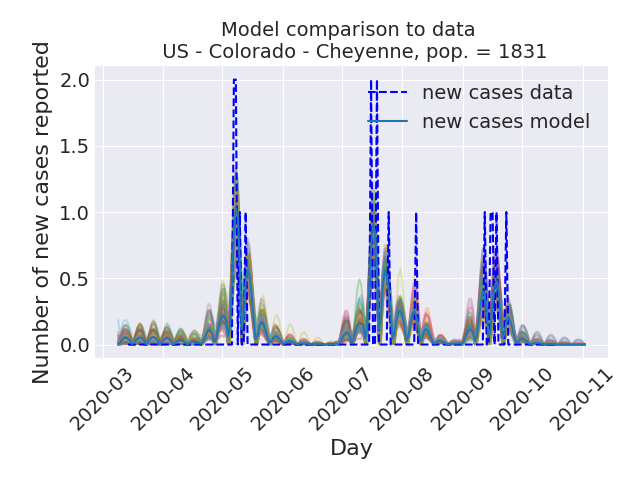 Model comparison to data
US - Colorado - Cheyenne, pop. = 1831
Number of new cases reported
2.0
1.5
1.0
0.5
0.0
new cases data
new cases model
2020-03
2020-04
2020-05
2020-06
2020-07
2020-08
2020-09
2020-10
2020-11
Day